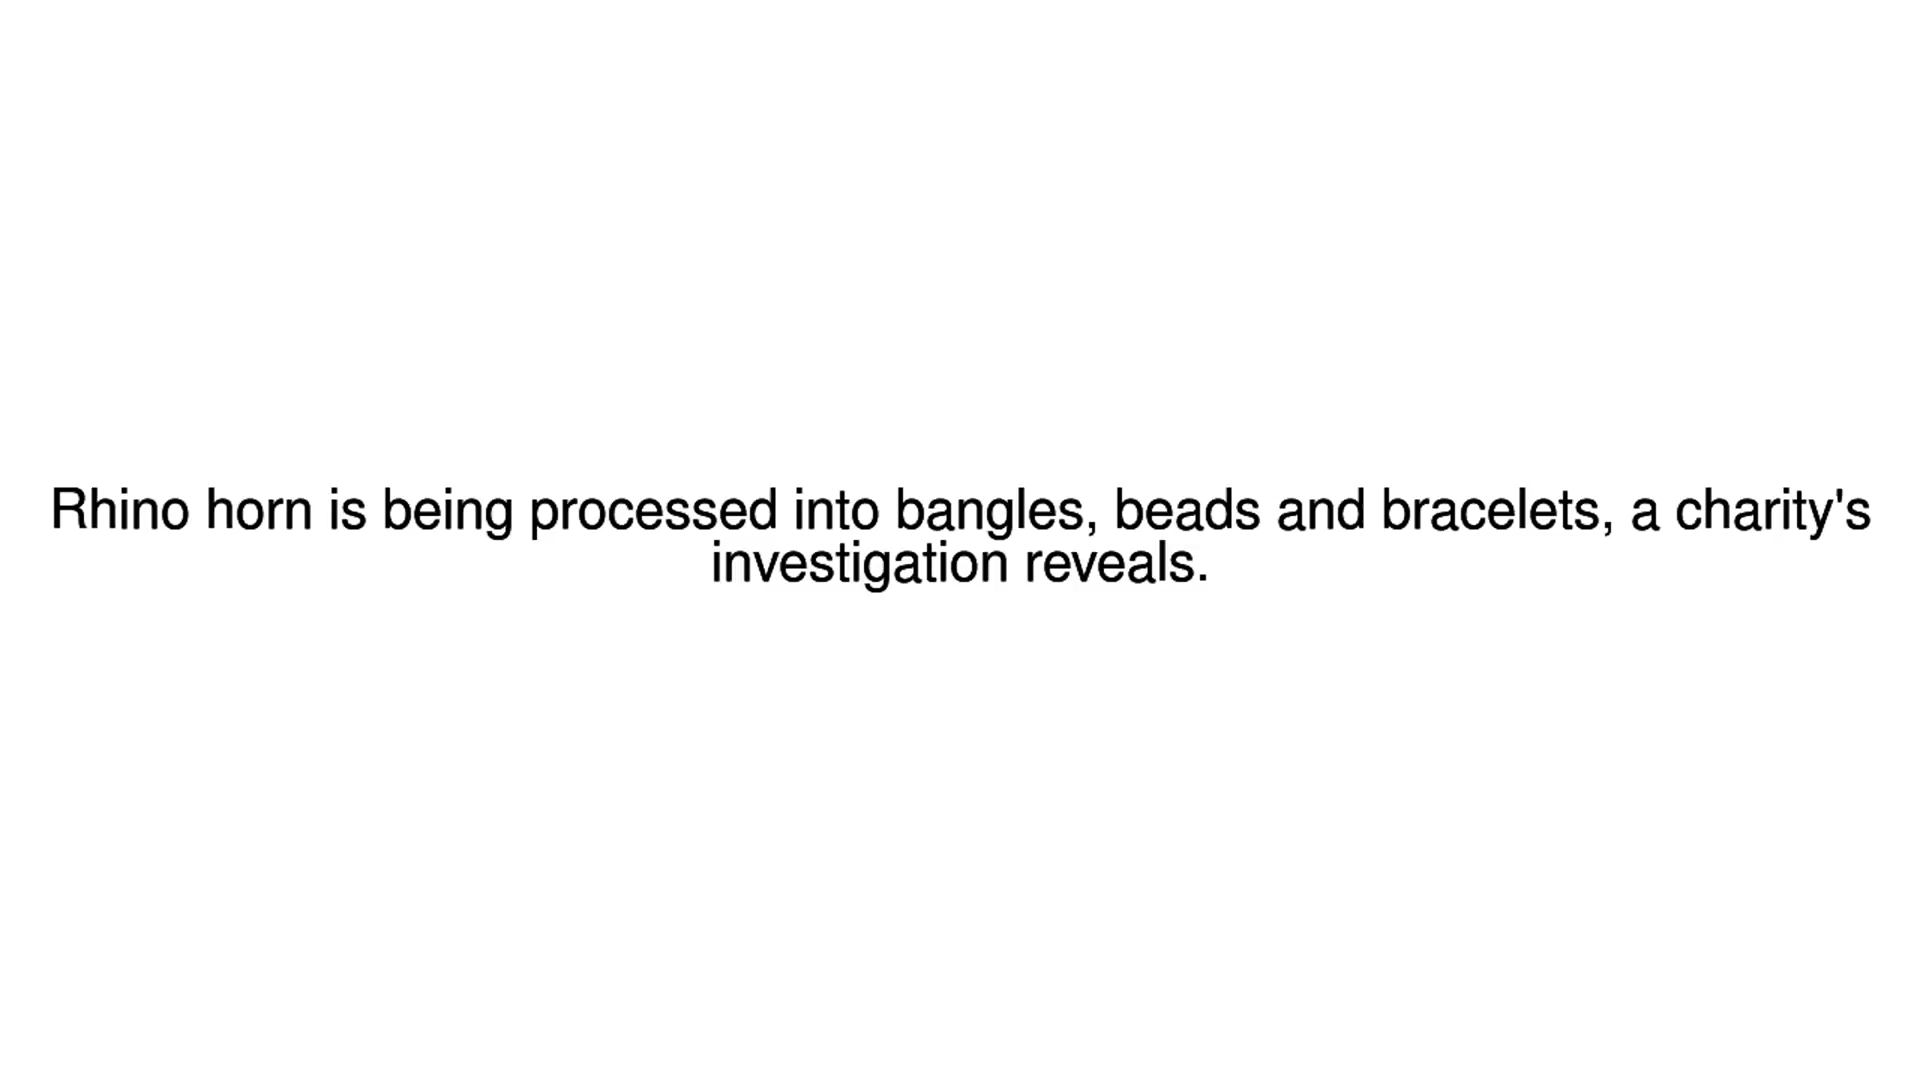 Rhino horn is being processed into bangles, beads and bracelets, a charity's
investigation reveals.